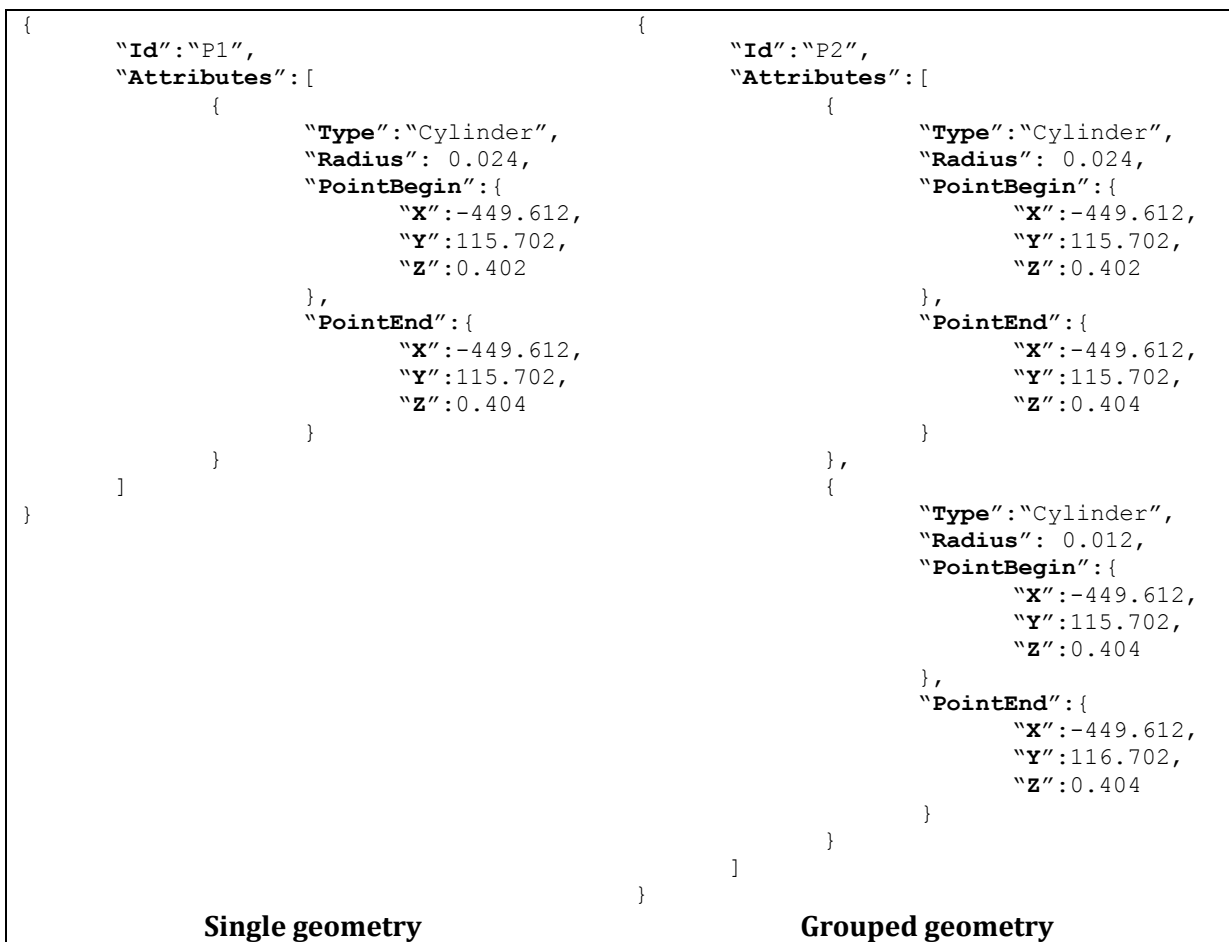 {
"Id":"P1",
"Attributes":[
{
"Type":"Cylinder",
"Radius": 0.024,
"PointBegin":{
"X":-449.612,
"Y":115.702,
"Z":0.402
},
"PointEnd":{
"X":-449.612,
"Y":115.702,
"Z":0.404
}
}
]
}
Single geometry
{
"Id":"P2",
"Attributes":[
{
"Type":"Cylinder",
"Radius": 0.024,
"PointBegin":{
"X":-449.612,
"Y":115.702,
"Z":0.402
},
"PointEnd":{
"X":-449.612,
"Y":115.702,
"Z":0.404
}
},
{
"Type":"Cylinder",
"Radius": 0.012,
"PointBegin":{
"X":-449.612,
"Y":115.702,
"Z":0.404
},
"PointEnd":{
"X":-449.612,
"Y":116.702,
"Z":0.404
}
}
]
}
Grouped geometry